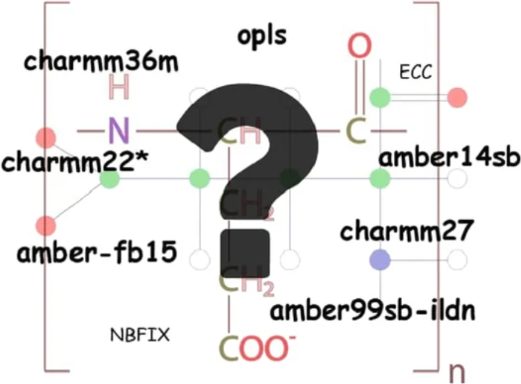 opls
O
charmm36m
ECC
H
N
CH
C
charmm22*
amber14sb
CH2
charmm27
amber-fb15
?
CH2
amber99sb-ildn
NBFIX
COO-
n